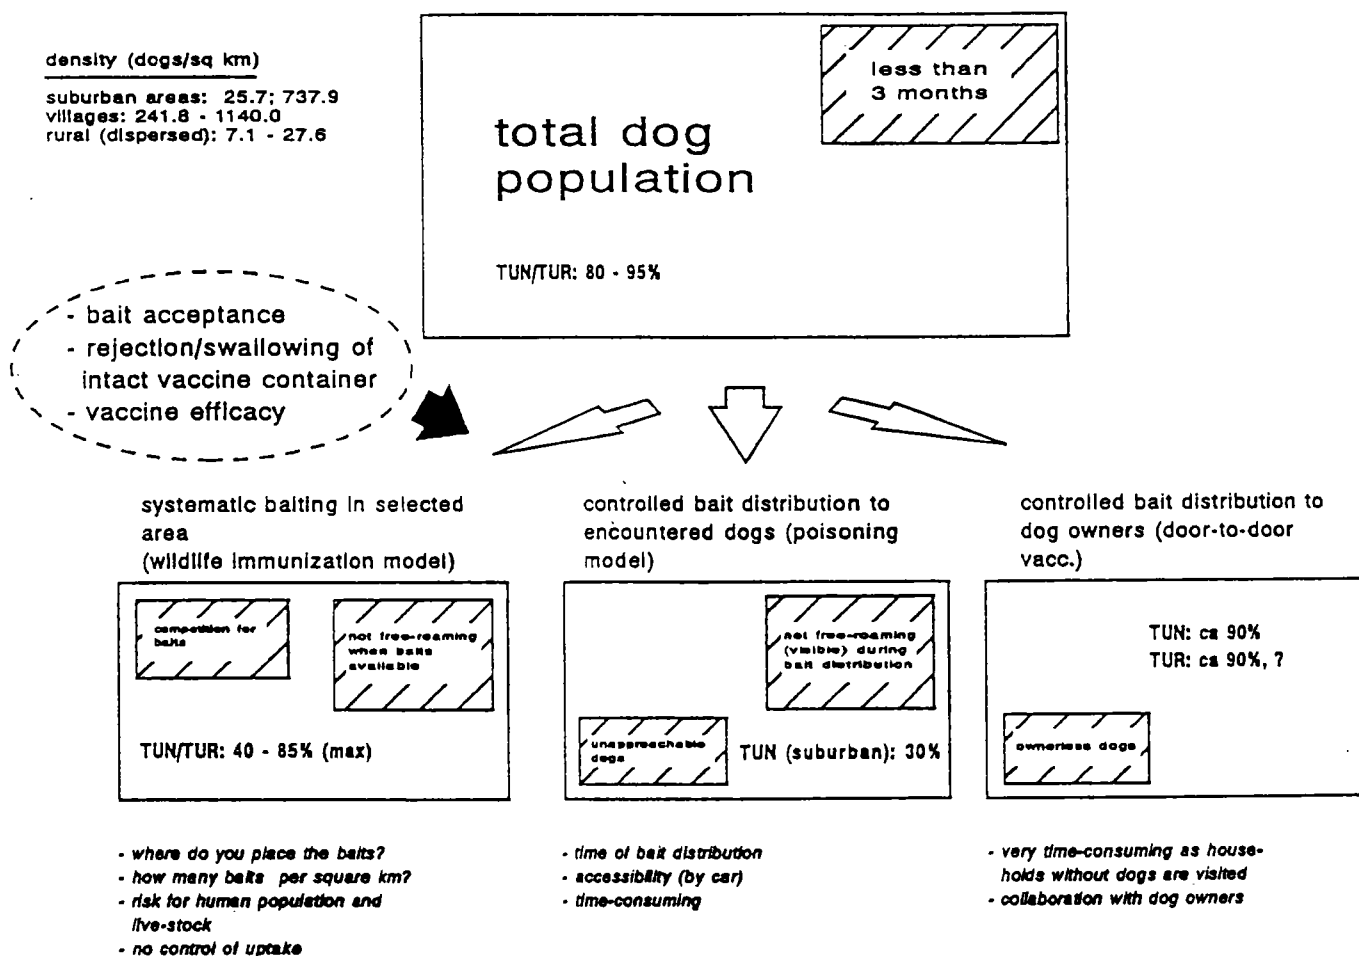 density (dogs/sq km)
suburban areas: 25.7; 737.9
villages: 241.8 - 1140.0
rural (dispersed): 7.1 - 27.6
less than
3 months
total dog
population
TUN/TUR: 80 - 95%
- bait acceptance
- rejection/swallowing of
intact vaccine container
- vaccine efficacy
systematic baiting in selected
area
(wildlife immunization model)
competition for
baits
not free-roaming
when baits
available
TUN/TUR: 40 - 85% (max)
- where do you place the baits?
- how many baits per square km?
- risk for human population and
live-stock
- no control of uptake
controlled bait distribution to
encountered dogs (poisoning
model)
not free-roaming
(visible) during
bait distribution
unapproachable
dogs
TUN (suburban): 30%
- time of bait distribution
- accessibility (by car)
- time-consuming
controlled bait distribution to
dog owners (door-to-door
vacc.)
TUN: ca 90%
TUR: ca 90%, ?
ownerless dogs
- very time-consuming as house-
holds without dogs are visited
- collaboration with dog owners